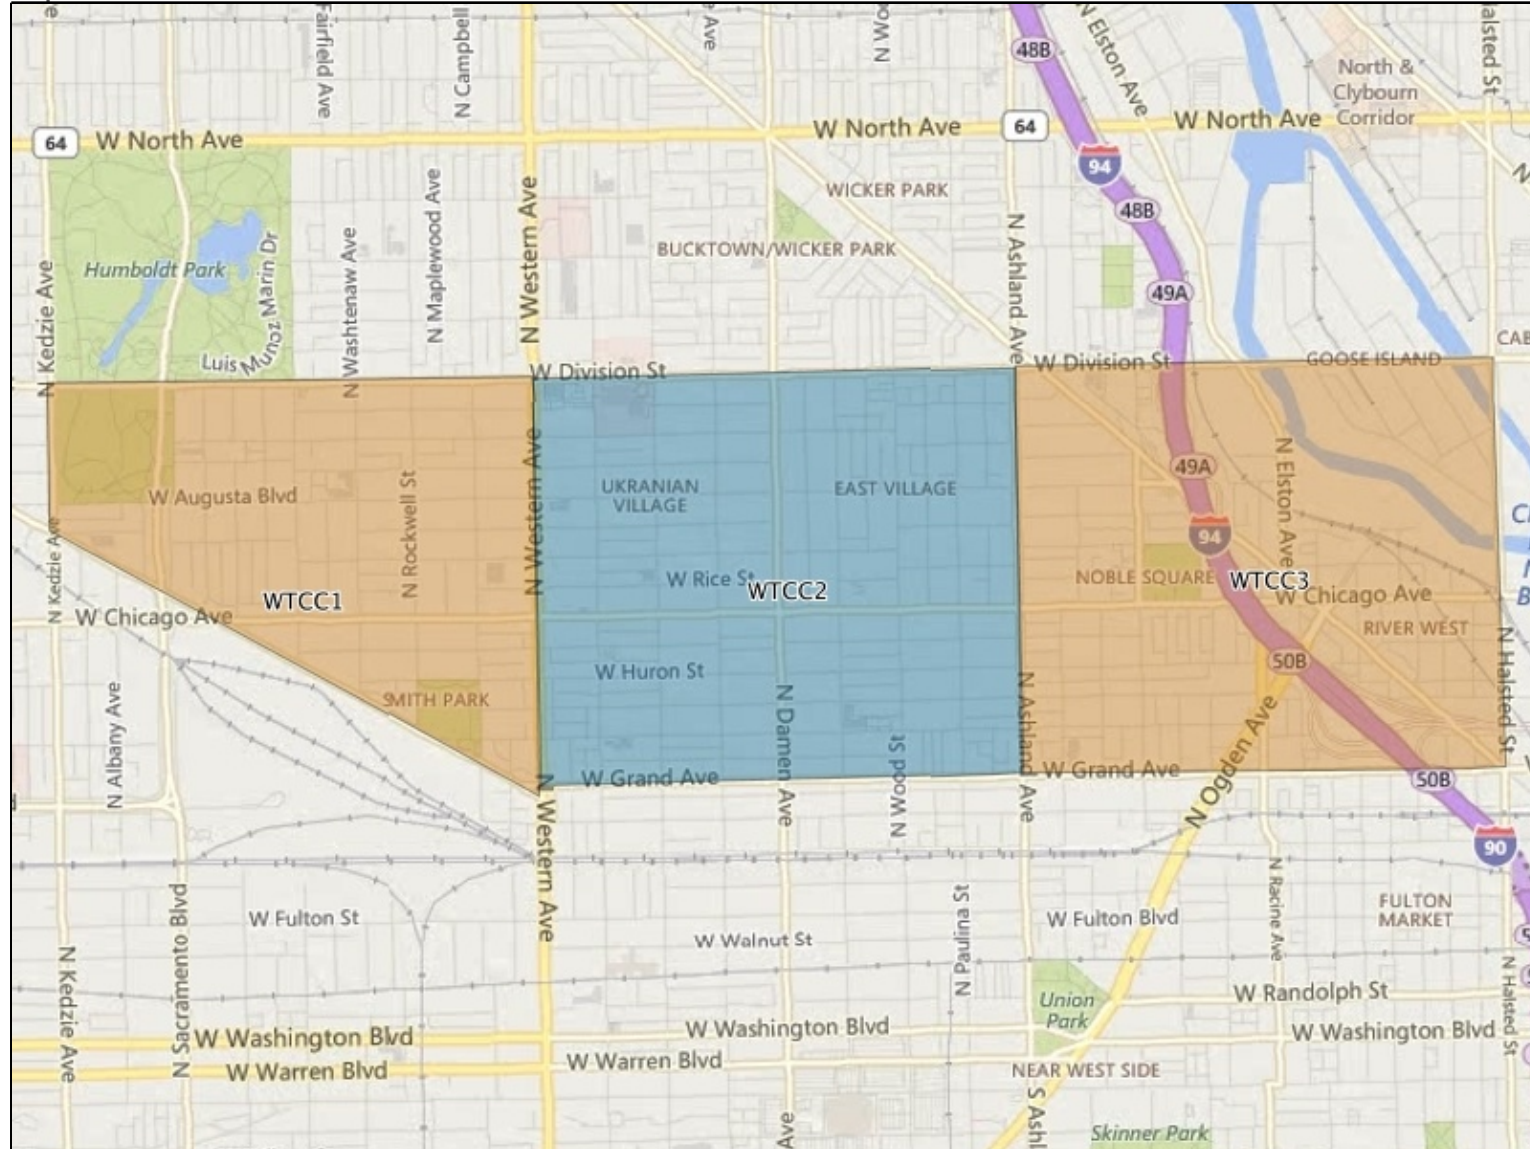 Fairfield Ave
N Campbell
e Ave
N Elston Ave
48B
North &
Clybourn
Corridor
64
W North Ave
W North Ave
64
W North Ave
94
N Kedzie Ave
Humboldt Park
Luis Munoz Marin Dr
N Washtenaw Ave
N Maplewood Ave
N Western Ave
WICKER PARK
48B
BUCKTOWN/WICKER PARK
N Ashland Ave
49A
W Division St
W Division St
GOOSE ISLAND
W Augusta Blvd
N Rockwell St
N Western Ave
UKRANIAN
VILLAGE
EAST VILLAGE
49A
N Elston Ave
94
N Kedzie Ave
W Rice St
NOBLE SQUARE
WTCC1
WTCC2
WTCC3
W Chicago Ave
W Chicago Ave
RIVER WEST
W Huron St
50B
N Halsted St
SMITH PARK
N Albany Ave
N Damen Ave
N Wood St
N Ashland Ave
N Ogden Ave
W Grand Ave
W Grand Ave
50B
N Western Ave
90
N Sacramento Blvd
W Fulton St
W Walnut St
N Paulina St
W Fulton Blvd
N Racine Ave
FULTON
MARKET
N Kedzie Ave
Union
Park
W Randolph St
N Halsted St
W Washington Blvd
W Washington Blvd
W Washington Blvd
W Warren Blvd
W Warren Blvd
NEAR WEST SIDE
S Ashl
Ave
Skinner Park